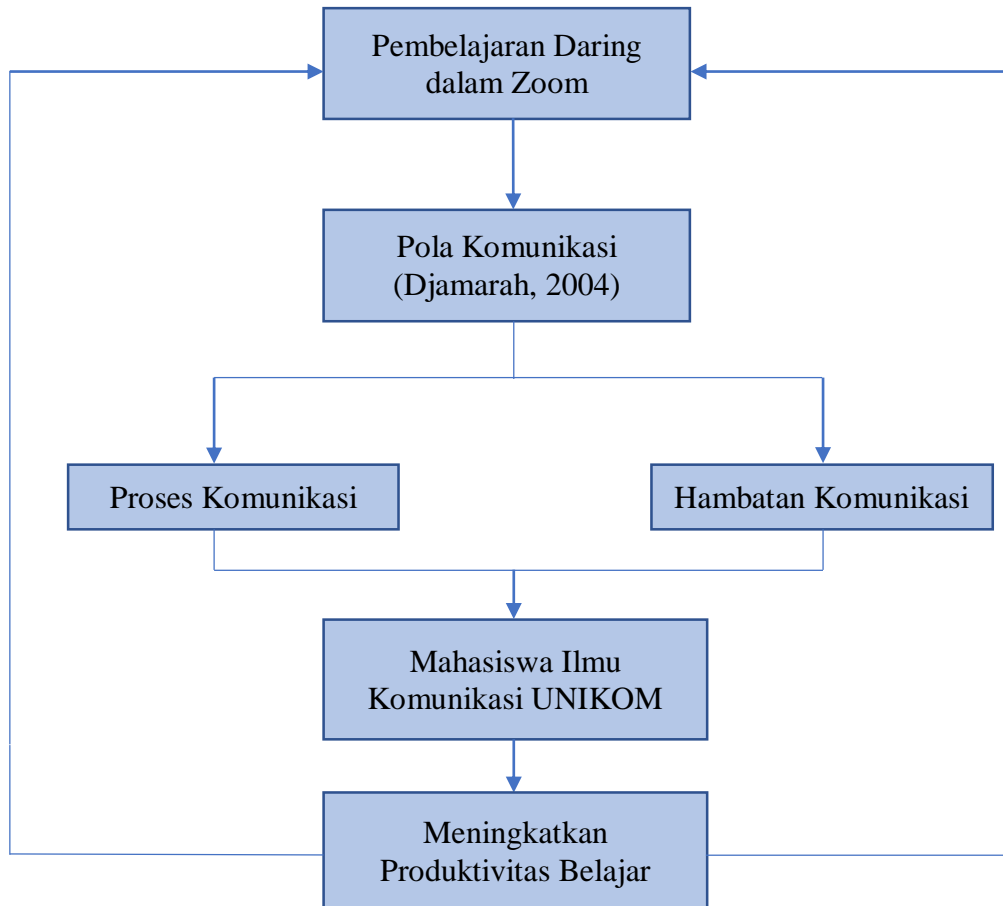 Pembelajaran Daring
dalam Zoom
Pola Komunikasi
(Djamarah, 2004)
Proses Komunikasi
Hambatan Komunikasi
Mahasiswa Ilmu
Komunikasi UNIKOM
Meningkatkan
Produktivitas Belajar